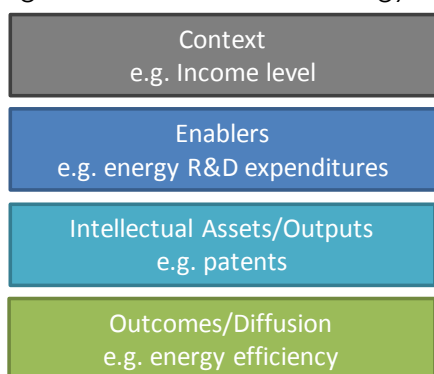 Context
e.g. Income level
Enablers
e.g. energy R&D expenditures
Intellectual Assets/Outputs
e.g. patents
Outcomes/Diffusion
e.g. energy efficiency